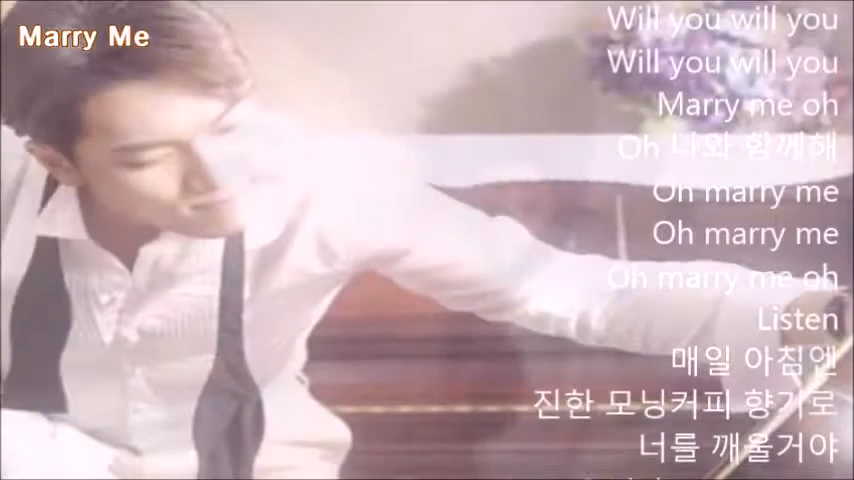 Marry Me
Will you will you
Will you will you
Marry me oh
Oh 나와 함께해
Oh marry me
Oh marry me
Oh marry me oh
Listen
매일 아침엔
진한 모닝커피 향기로
너를 깨울거야